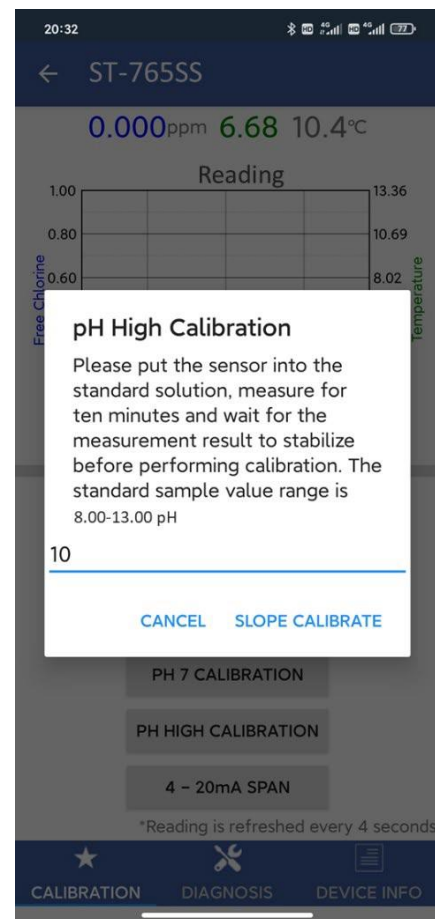 20:32
HD 4G HD 4G 77
← ST-765SS
0.000ppm 6.68 10.4℃
Reading
1.00 13.36
0.80 10.69
0.60 8.02
Free Chlorine
Temperature
pH High Calibration
Please put the sensor into the
standard solution, measure for
ten minutes and wait for the
measurement result to stabilize
before performing calibration. The
standard sample value range is
8.00-13.00 pH
10
CANCEL SLOPE CALIBRATE
PH 7 CALIBRATION
PH HIGH CALIBRATION
4 – 20mA SPAN
*Reading is refreshed every 4 seconds
CALIBRATION DIAGNOSIS DEVICE INFO